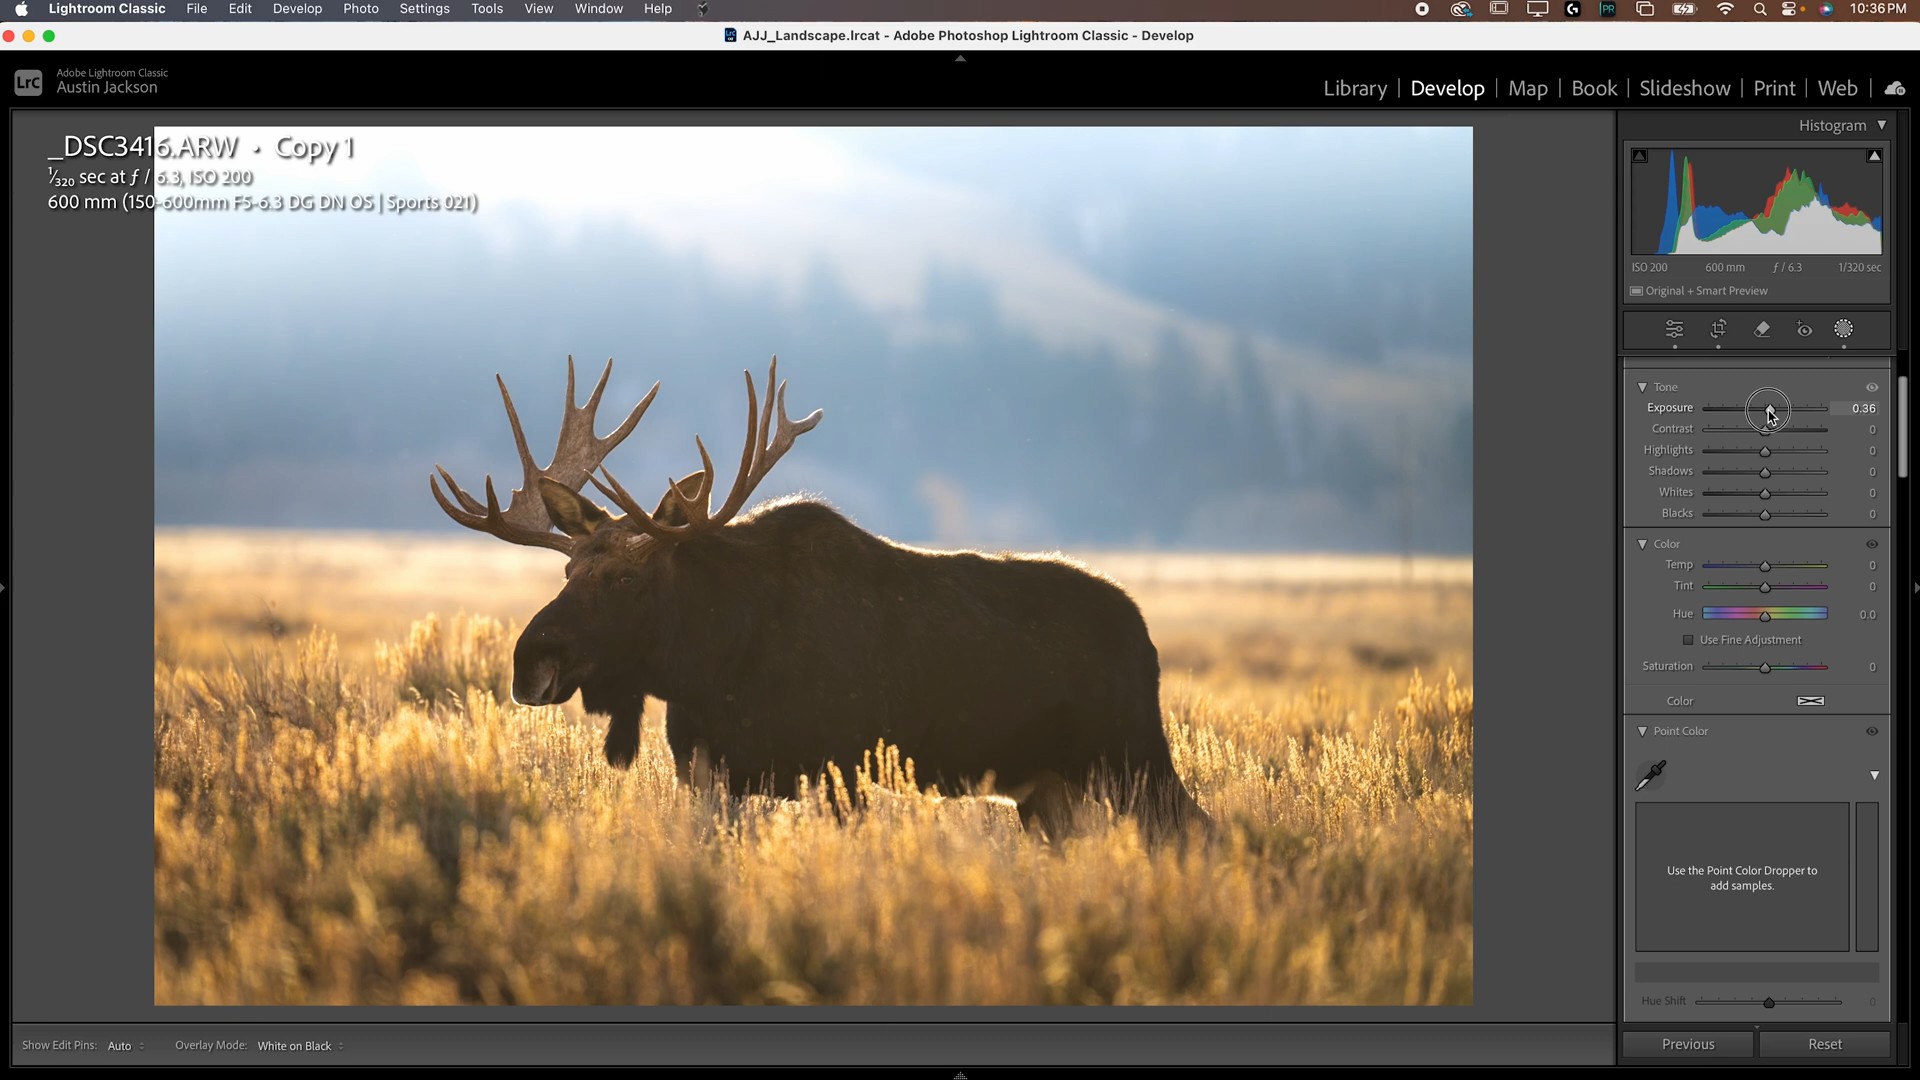 Lightroom Classic File Edit Develop Photo Settings Tools View Window Help 10:36 PM
AJJ_Landscape.lrcat - Adobe Photoshop Lightroom Classic - Develop
LrC Adobe Lightroom Classic
Austin Jackson
Library | Develop | Map | Book | Slideshow | Print | Web |
_DSC3416.ARW • Copy 1
1/320 sec at ƒ / 6.3, ISO 200
600 mm (150-600mm F5-6.3 DG DN OS | Sports 021)
Histogram
ISO 200 600 mm ƒ / 6.3 1/320 sec
Original + Smart Preview
Tone
Exposure 0.36
Contrast 0
Highlights 0
Shadows 0
Whites 0
Blacks 0
Color
Temp 0
Tint 0
Hue 0.0
Use Fine Adjustment
Saturation 0
Color
Point Color
Use the Point Color Dropper to
add samples.
Hue Shift 0
Previous Reset
Show Edit Pins: Auto Overlay Mode: White on Black